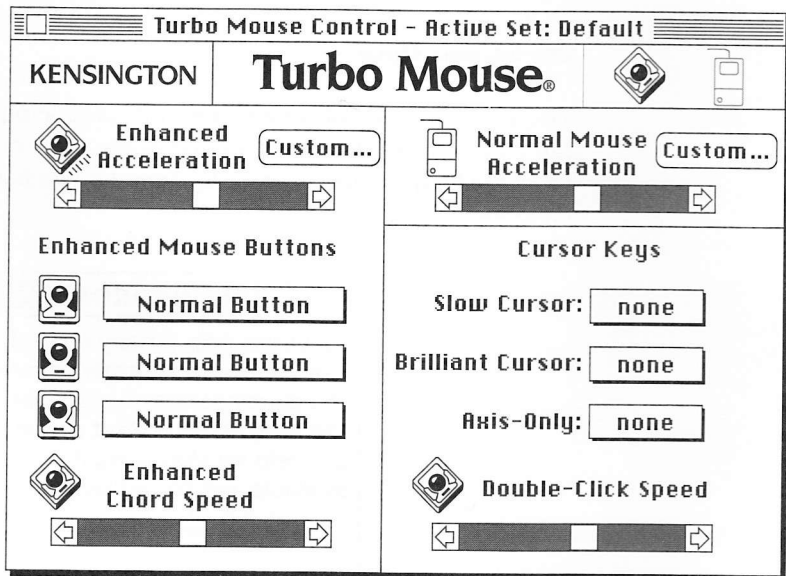 Turbo Mouse Control - Active Set: Default
KENSINGTON
Turbo Mouse®
Enhanced
Acceleration
Custom...
Enhanced Mouse Buttons
Normal Button
Normal Button
Normal Button
Enhanced
Chord Speed
Normal Mouse
Acceleration
Custom...
Cursor Keys
Slow Cursor: none
Brilliant Cursor: none
Axis-Only: none
Double-Click Speed